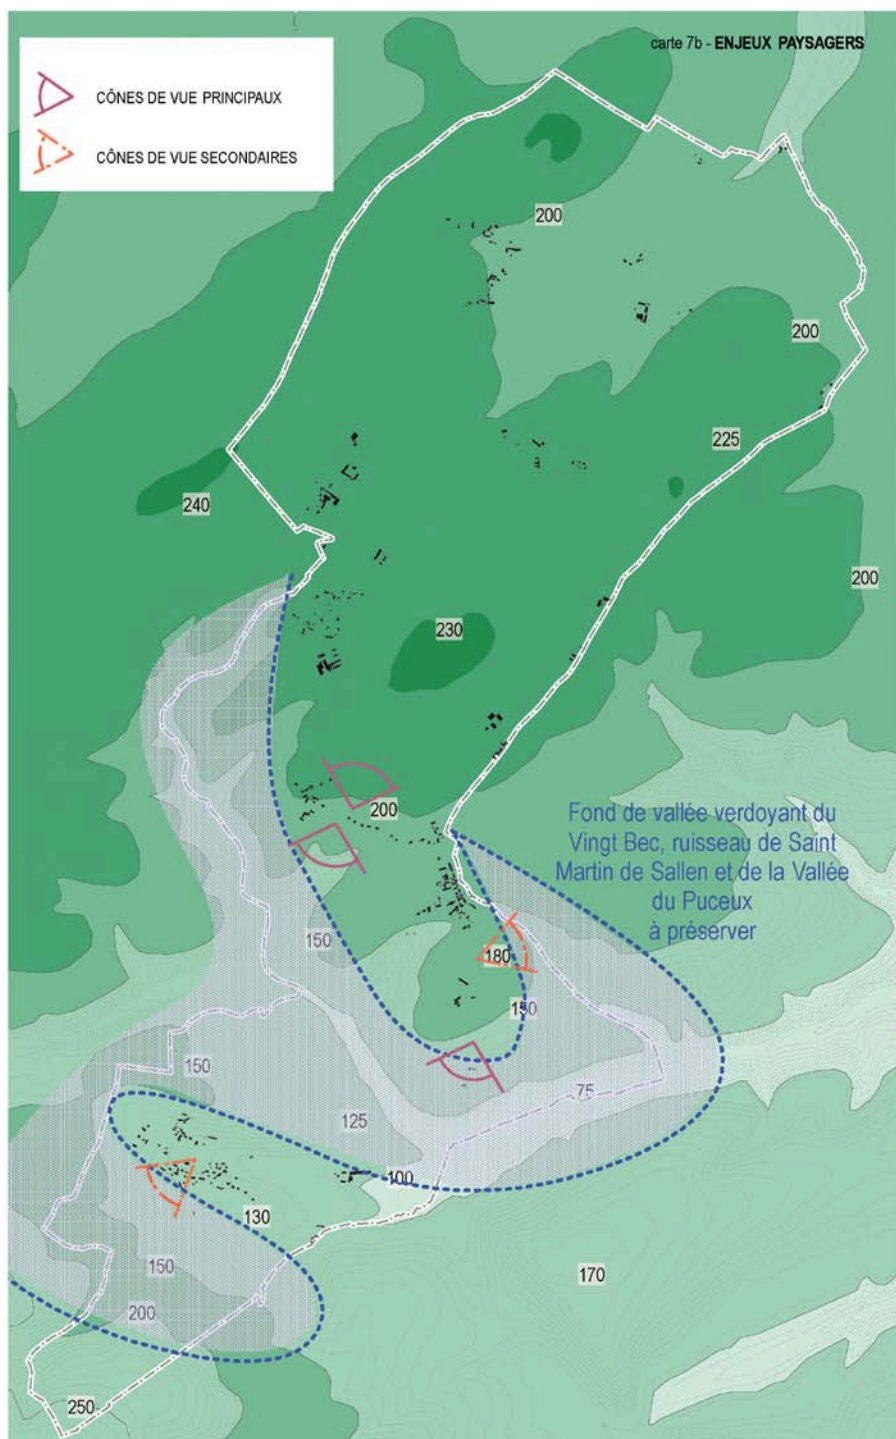 carte 7b - ENJEUX PAYSAGERS
CÔNES DE VUE PRINCIPAUX
CÔNES DE VUE SECONDAIRES
200
200
225
240
200
230
200
Fond de vallée verdoyant du
Vingt Bec, ruisseau de Saint
Martin de Sallen et de la Vallée
du Puceux
à préserver
150
180
150
150
75
125
100
130
150
170
200
250